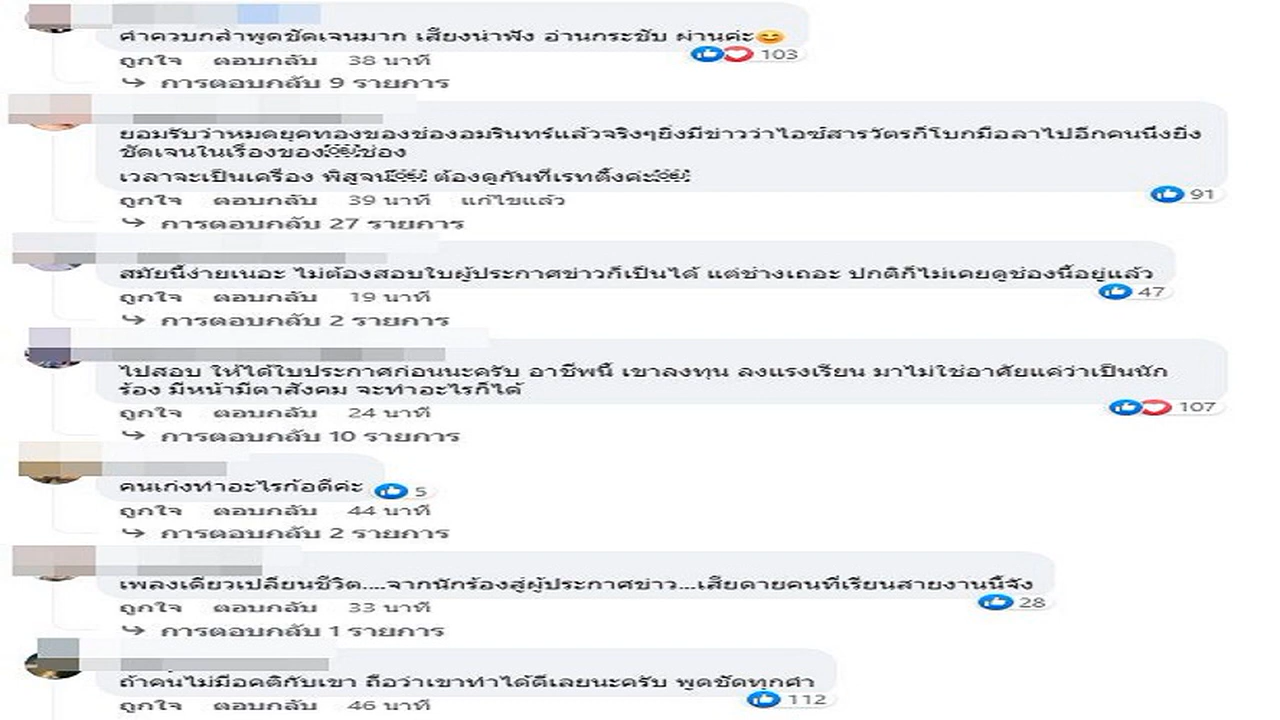 คำควบกล้ำพูดชัดเจนมาก เสียงน่าฟัง อ่านกระชับ ผ่านค่ะ😊
103
ถูกใจ ตอบกลับ 38 นาที
การตอบกลับ 9 รายการ
ยอมรับว่าหมดยุคทองของช่องอมรินทร์แล้วจริงๆยิ่งมีข่าวว่าไอซ์สารวัตรก็โบกมือลาไปอีกคนนึงยิ่ง
ชัดเจนในเรื่องของ￼￼ช่อง
เวลาจะเป็นเครื่อง พิสูจน์￼￼ ต้องดูกันที่เรทติ้งค่ะ￼￼
91
ถูกใจ ตอบกลับ 39 นาที แก้ไขแล้ว
การตอบกลับ 27 รายการ
สมัยนี้ง่ายเนอะ ไม่ต้องสอบใบผู้ประกาศข่าวก็เป็นได้ แต่ช่างเถอะ ปกติก็ไม่เคยดูช่องนี้อยู่แล้ว
47
ถูกใจ ตอบกลับ 19 นาที
การตอบกลับ 2 รายการ
ไปสอบ ให้ได้ใบประกาศก่อนนะครับ อาชีพนี้ เขาลงทุน ลงแรงเรียน มาไม่ใช่อาศัยแค่ว่าเป็นนัก
ร้อง มีหน้ามีตาสังคม จะทำอะไรก็ได้
107
ถูกใจ ตอบกลับ 24 นาที
การตอบกลับ 10 รายการ
คนเก่งทำอะไรก้อดีค่ะ 5
ถูกใจ ตอบกลับ 44 นาที
การตอบกลับ 2 รายการ
เพลงเดียวเปลี่ยนชีวิต....จากนักร้องสู่ผู้ประกาศข่าว...เสียดายคนที่เรียนสายงานนี้จัง
28
ถูกใจ ตอบกลับ 33 นาที
การตอบกลับ 1 รายการ
ถ้าคนไม่มีอคติกับเขา ถือว่าเขาทำได้ดีเลยนะครับ พูดชัดทุกคำ
112
ถูกใจ ตอบกลับ 46 นาที